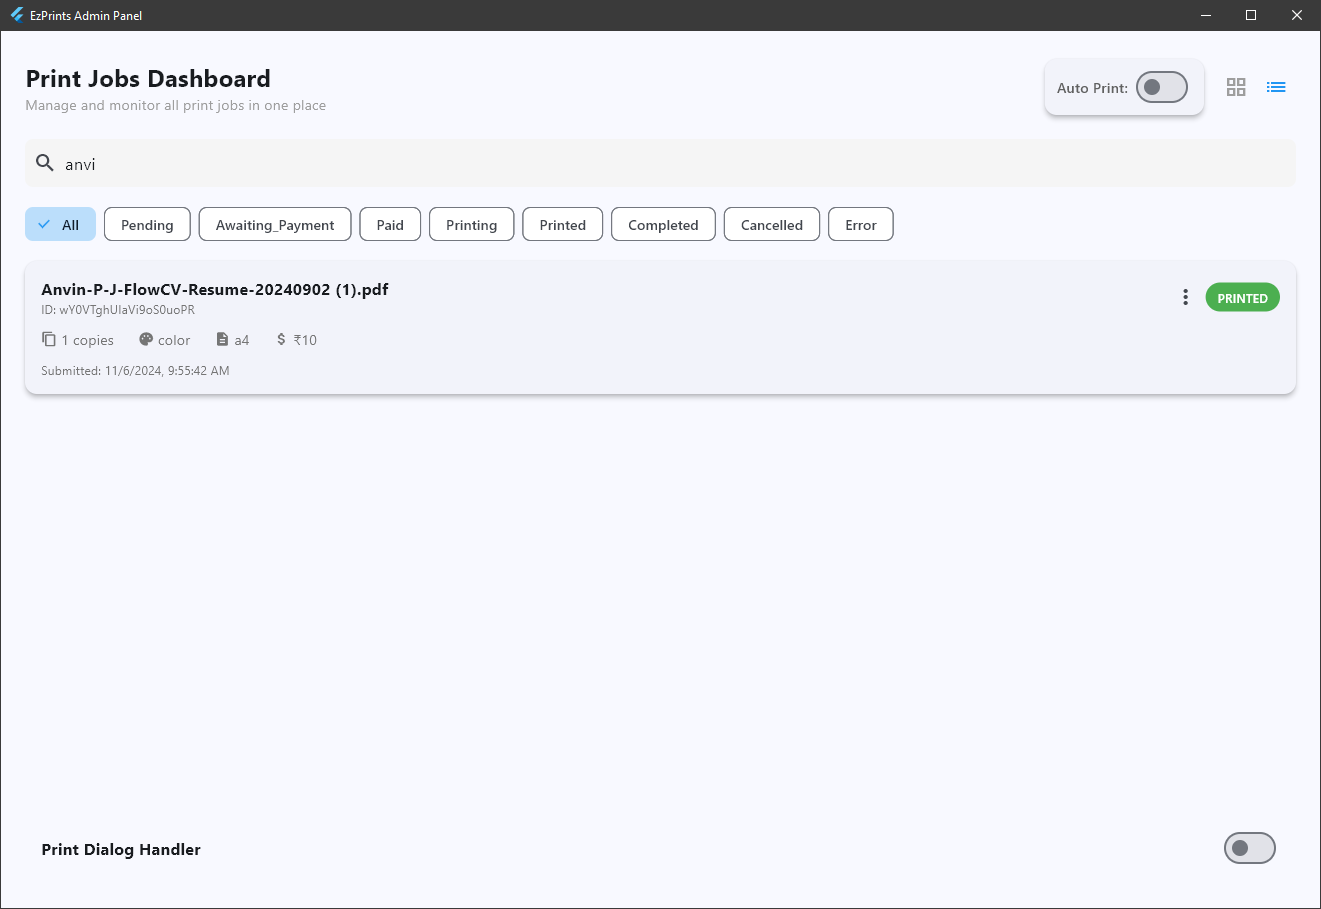 EzPrints Admin Panel
Print Jobs Dashboard
Manage and monitor all print jobs in one place
Auto Print:
anvi
All Pending Awaiting_Payment Paid Printing Printed Completed Cancelled Error
Anvin-P-J-FlowCV-Resume-20240902 (1).pdf
PRINTED
ID: wY0VTghUIaVi9oS0uoPR
1 copies color a4 $ ₹10
Submitted: 11/6/2024, 9:55:42 AM
Print Dialog Handler